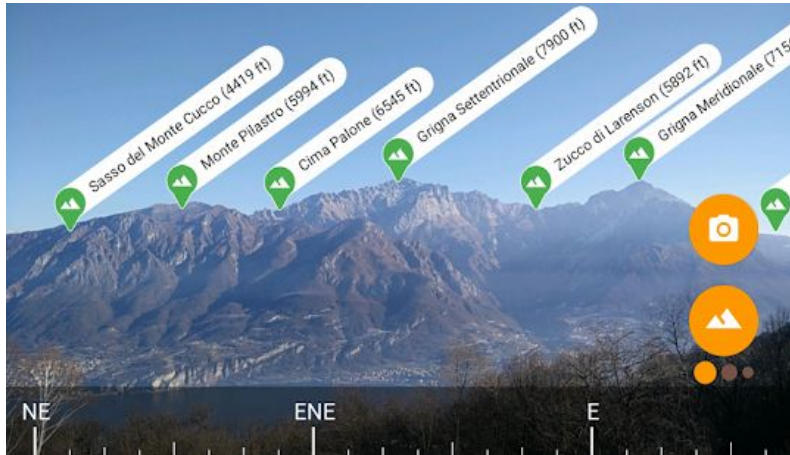 Sasso del Monte Cucco (4419 ft)
Monte Pilastro (5994 ft)
Cima Palone (6545 ft)
Grigna Settentrionale (7900 ft)
Zucco di Larenson (5892 ft)
Grigna Meridionale (715
NE
ENE
E